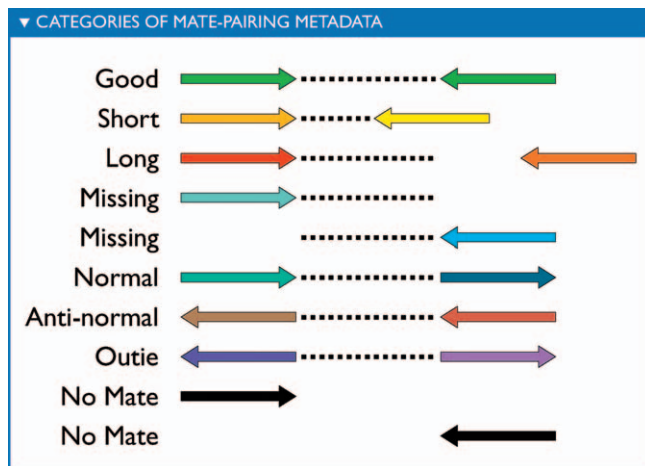 ▼ CATEGORIES OF MATE-PAIRING METADATA
Good
Short
Long
Missing
Missing
Normal
Anti-normal
Outie
No Mate
No Mate